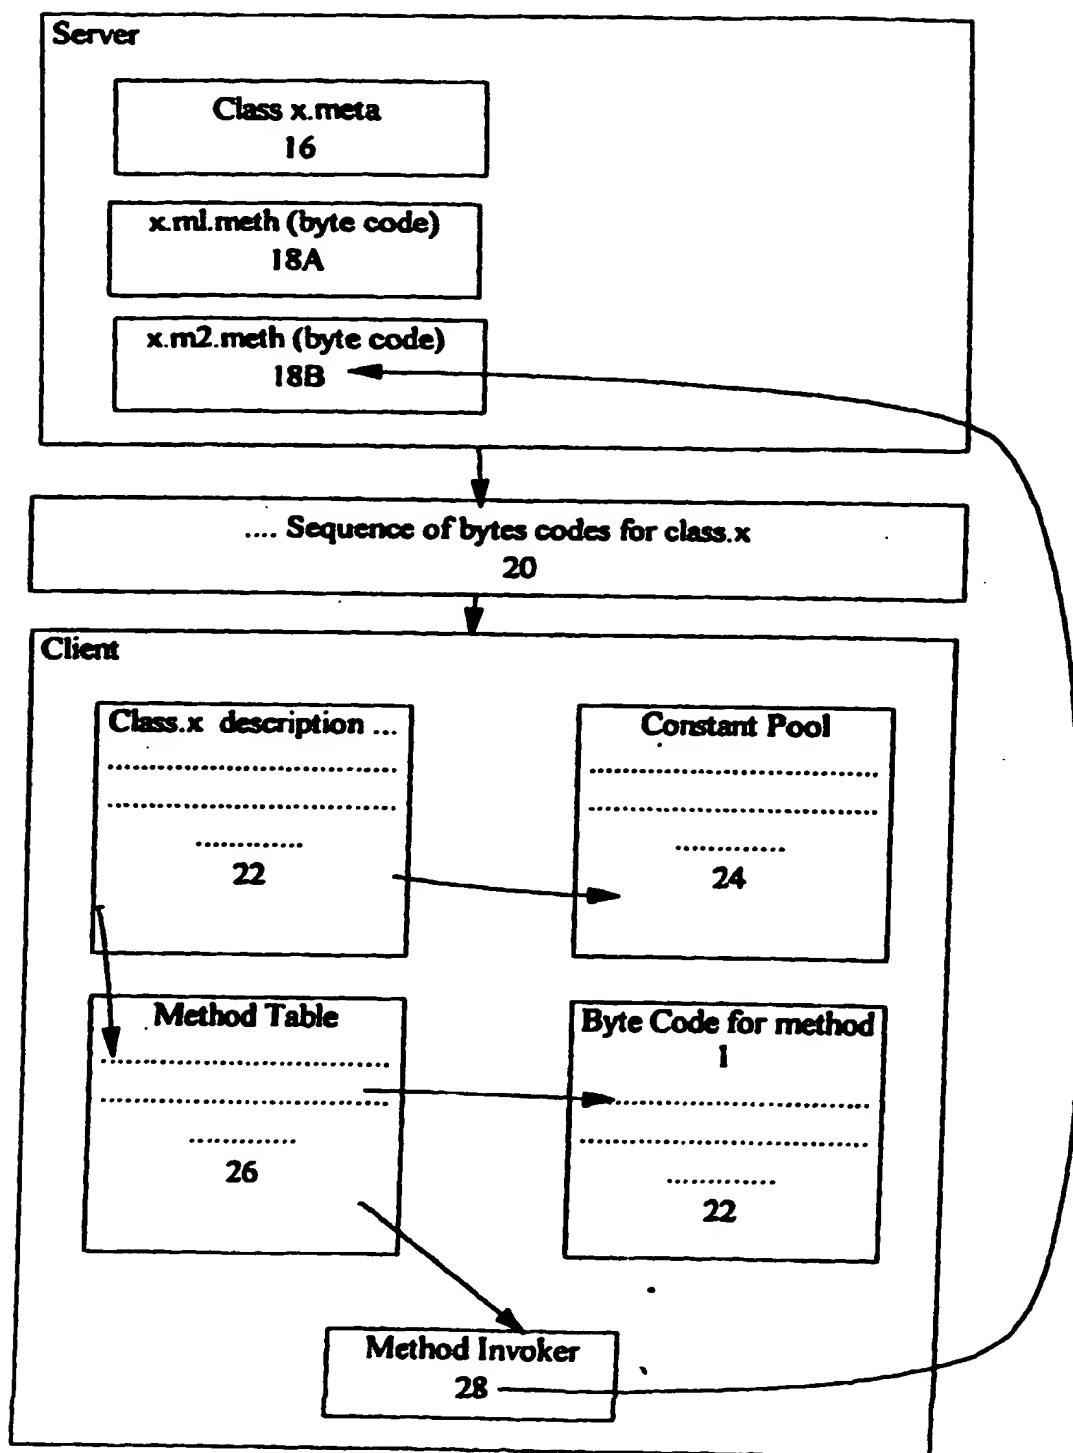 Server
Class x.meta
16
x.ml.meth (byte code)
18A
x.m2.meth (byte code)
18B
.... Sequence of bytes codes for class.x
20
Client
Class.x description ...
22
Constant Pool
24
Method Table
26
Byte Code for method
1
22
Method Invoker
28